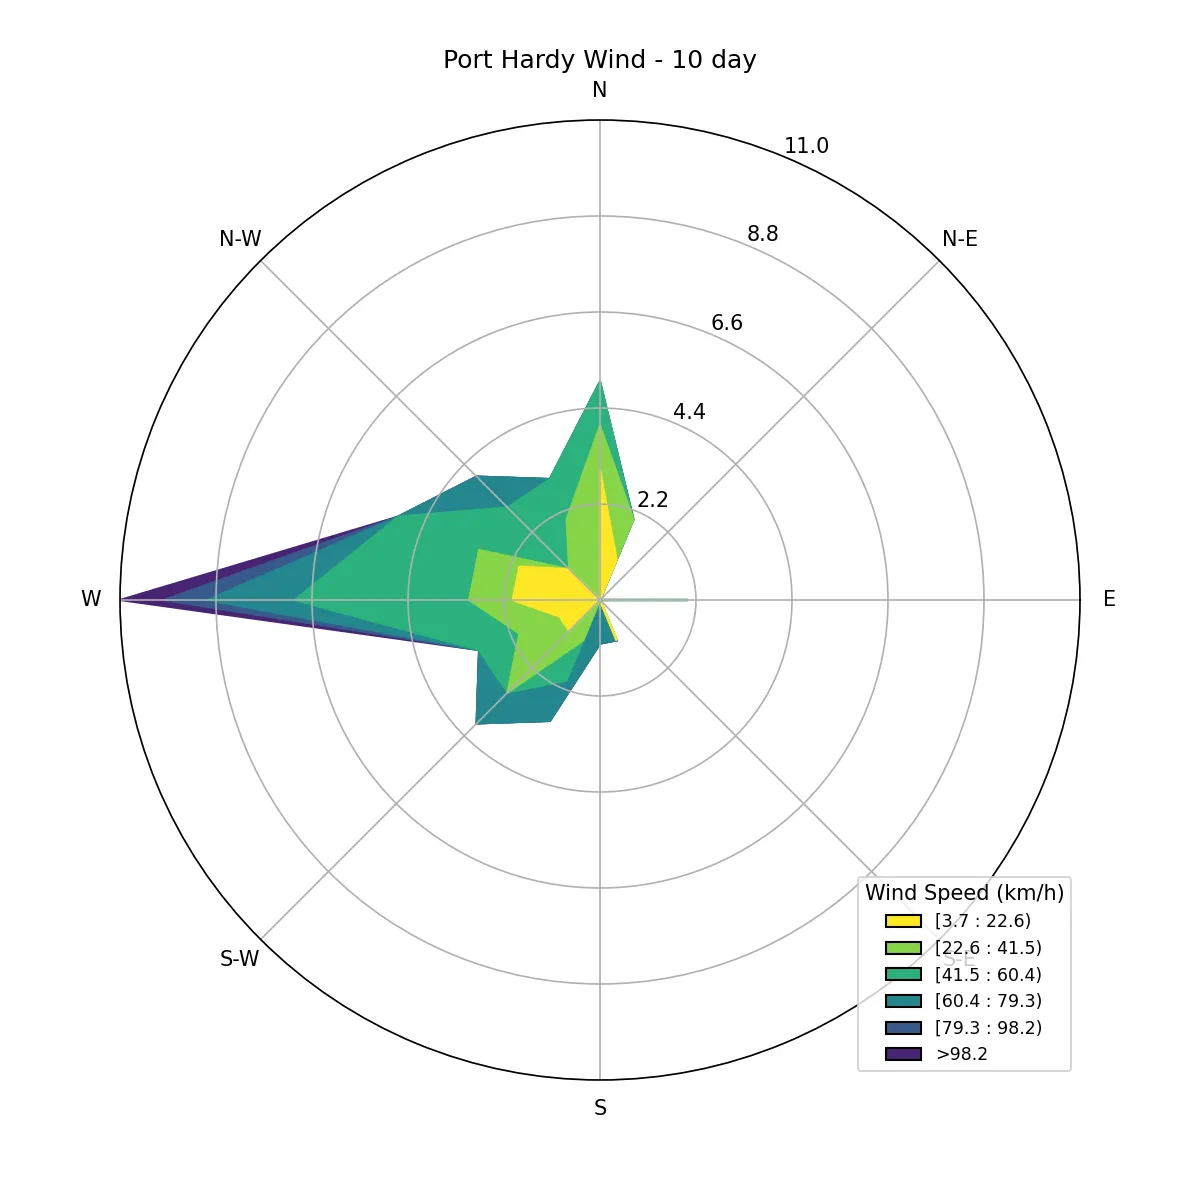 Port Hardy Wind - 10 day
N
11.0
N-W
8.8
N-E
6.6
4.4
2.2
W
E
S-W
S-E
S
Wind Speed (km/h)
[3.7 : 22.6)
[22.6 : 41.5)
[41.5 : 60.4)
[60.4 : 79.3)
[79.3 : 98.2)
>98.2